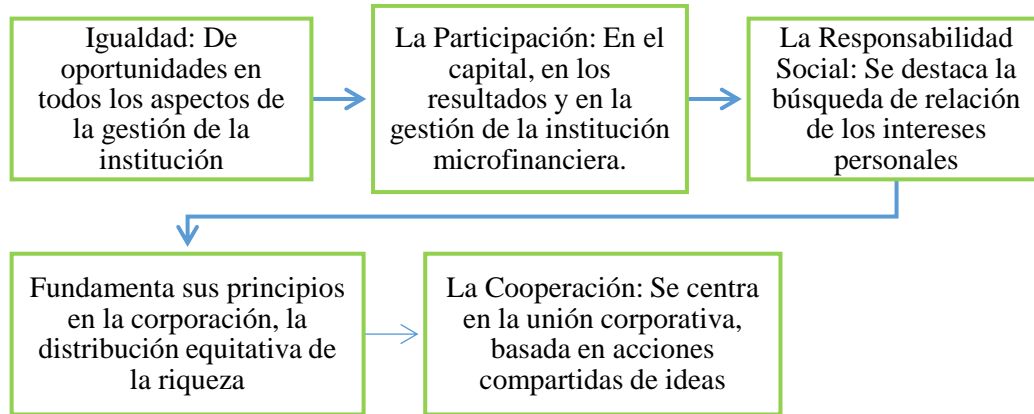 Igualdad: De
oportunidades en
todos los aspectos de
la gestión de la
institución
La Participación: En el
capital, en los
resultados y en la
gestión de la institución
microfinanciera.
La Responsabilidad
Social: Se destaca la
búsqueda de relación
de los intereses
personales
Fundamenta sus principios
en la corporación, la
distribución equitativa de
la riqueza
La Cooperación: Se centra
en la unión corporativa,
basada en acciones
compartidas de ideas